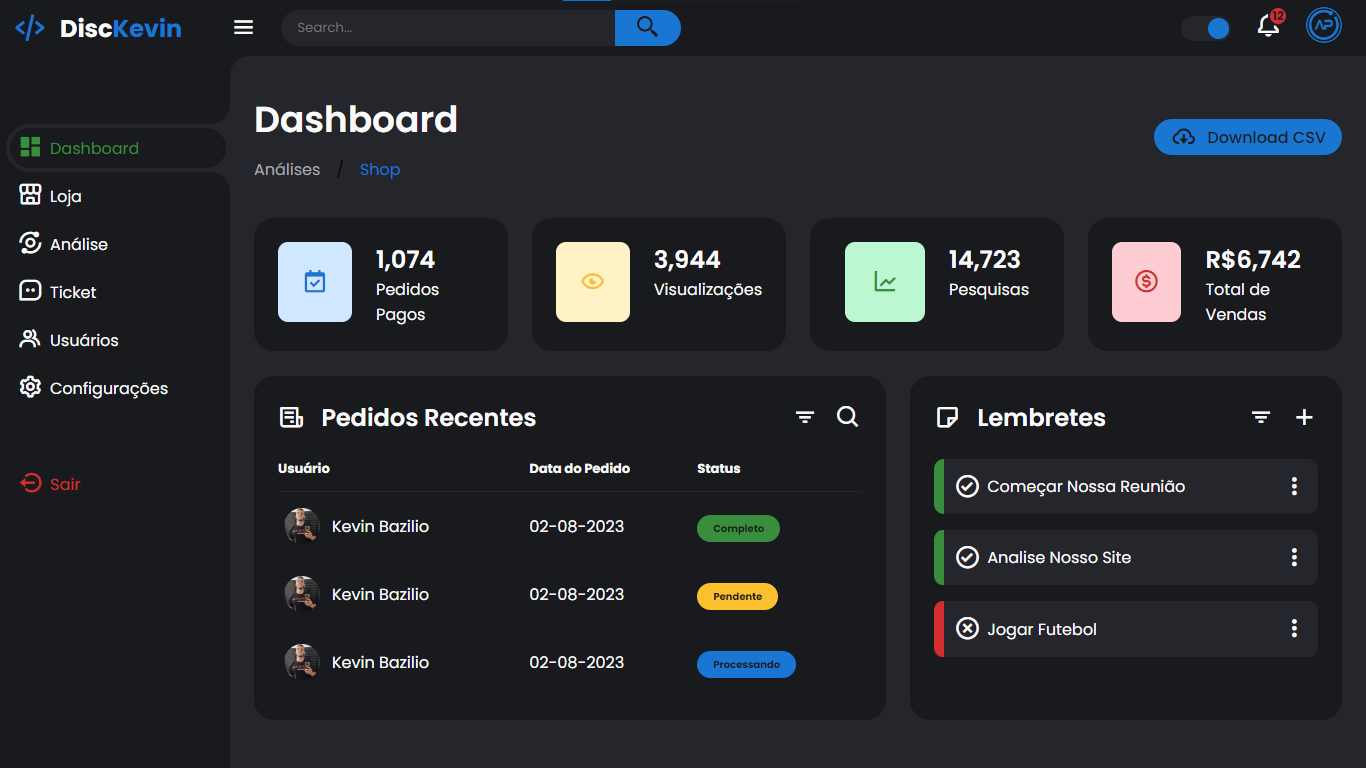 DiscKevin
Search...
12
AP
Dashboard
Loja
Análise
Ticket
Usuários
Configurações
Sair
Dashboard
Análises / Shop
Download CSV
1,074
Pedidos
Pagos
3,944
Visualizações
14,723
Pesquisas
R$6,742
Total de
Vendas
Pedidos Recentes
Usuário Data do Pedido Status
Kevin Bazilio 02-08-2023 Completo
Kevin Bazilio 02-08-2023 Pendente
Kevin Bazilio 02-08-2023 Processando
Lembretes
Começar Nossa Reunião
Analise Nosso Site
Jogar Futebol